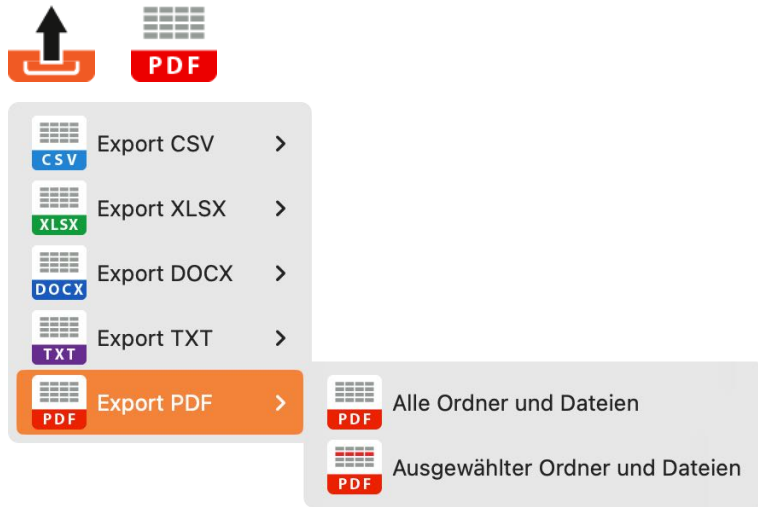 PDF
CSV
Export CSV
XLSX
Export XLSX
DOCX
Export DOCX
TXT
Export TXT
PDF
Export PDF
PDF
Alle Ordner und Dateien
PDF
Ausgewählter Ordner und Dateien